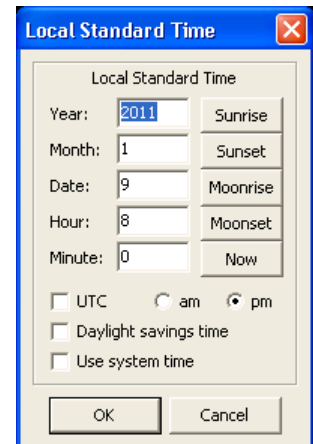 Local Standard Time
Local Standard Time
Year: 2011 Sunrise
Month: 1 Sunset
Date: 9 Moonrise
Hour: 8 Moonset
Minute: 0 Now
UTC am pm
Daylight savings time
Use system time
OK Cancel